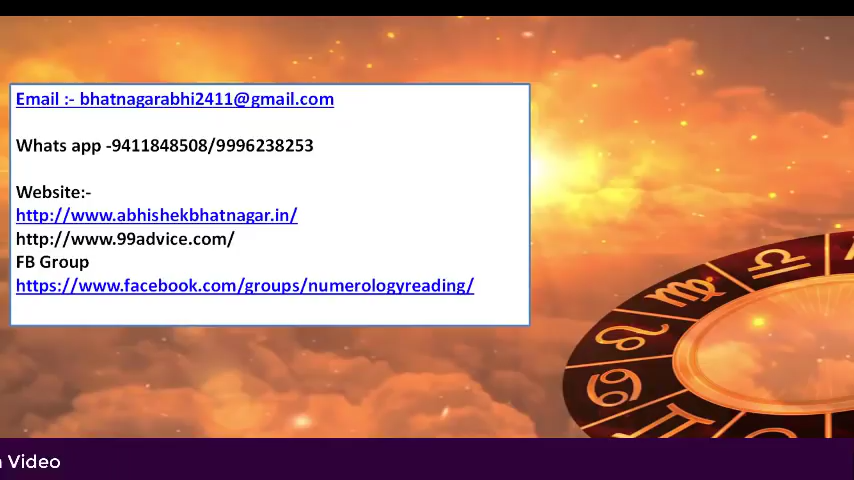 Email :- bhatnagarabhi2411@gmail.com
Whats app -9411848508/9996238253
Website:-
http://www.abhishekbhatnagar.in/
http://www.99advice.com/
FB Group
https://www.facebook.com/groups/numerologyreading/
Video